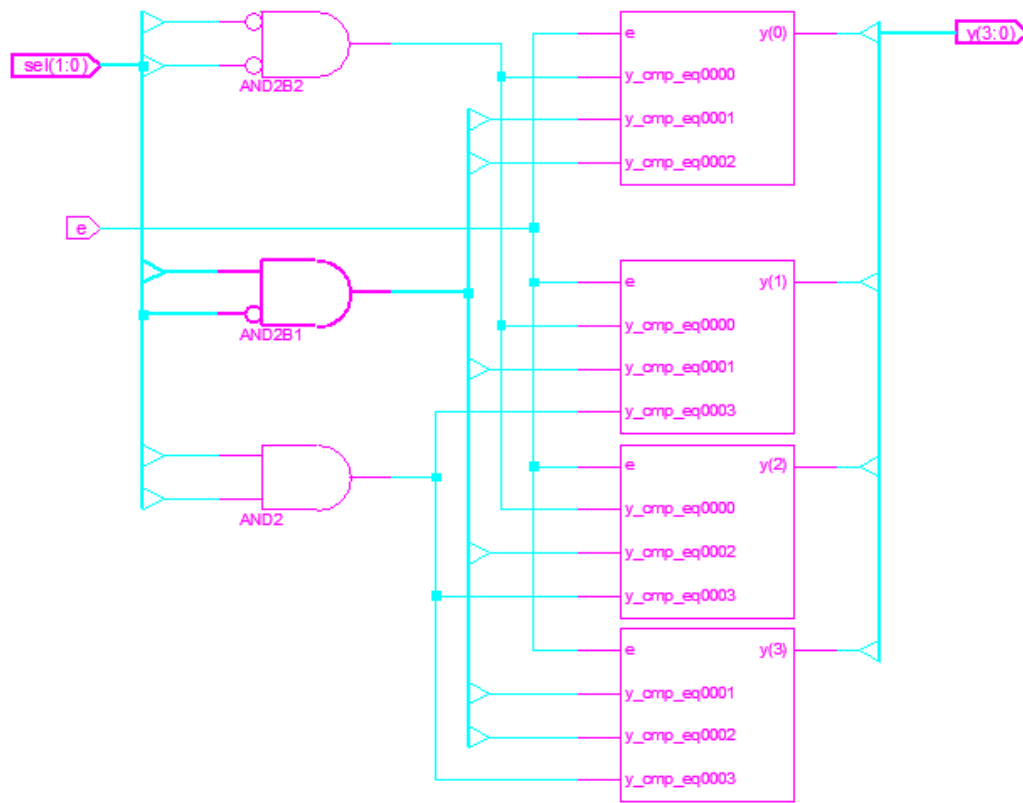 sel(1:0)
AND2B2
e
AND2B1
AND2
e y(0)
y_cmp_eq0000
y_cmp_eq0001
y_cmp_eq0002
e y(1)
y_cmp_eq0000
y_cmp_eq0001
y_cmp_eq0003
e y(2)
y_cmp_eq0000
y_cmp_eq0002
y_cmp_eq0003
e y(3)
y_cmp_eq0001
y_cmp_eq0002
y_cmp_eq0003
y(3:0)